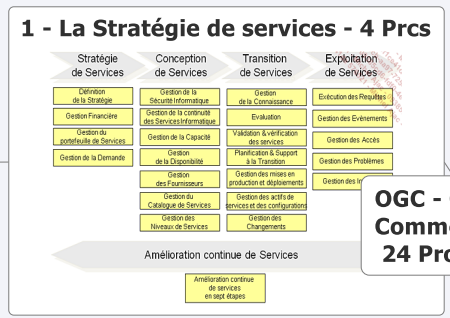 1 - La Stratégie de services - 4 Prcs
Stratégie
de Services
Conception
de Services
Transition
de Services
Exploitation
de Services
Définition
de la Stratégie
Gestion Financière
Gestion du
portefeuille de Services
Gestion de la Demande
Gestion de la
Sécurité Informatique
Gestion de la continuité
des Services Informatique
Gestion de la Capacité
Gestion
de la Disponibilité
Gestion
des Fournisseurs
Gestion du
Catalogue de Services
Gestion des
Niveaux de Services
Gestion
de la Connaissance
Evaluation
Validation &vérification
des services
Planification & Support
à la Transition
Gestion des mises en
production et déploiements
Gestion des actifs de
services et des configurations
Gestion des
Changements
Exécution des Requêtes
Gestion des Evènements
Gestion des Accès
Gestion des Problèmes
Gestion des
OGC -
Comm
24 Pro
Amélioration continue de Services
Amélioration continue
de services
en sept étapes